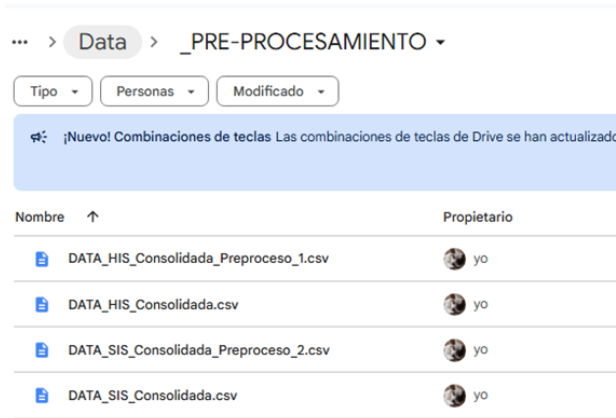 ... > Data > _PRE-PROCESAMIENTO
Tipo Personas Modificado
¡Nuevo! Combinaciones de teclas Las combinaciones de teclas de Drive se han actualizado
Nombre Propietario
DATA_HIS_Consolidada_Preproceso_1.csv yo
DATA_HIS_Consolidada.csv yo
DATA_SIS_Consolidada_Preproceso_2.csv yo
DATA_SIS_Consolidada.csv yo